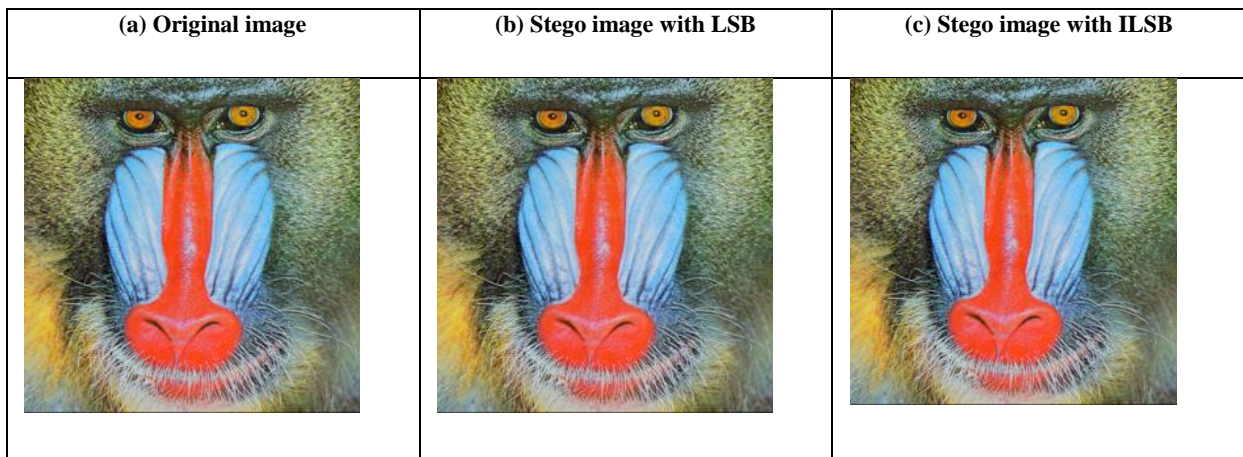 (a) Original image
(b) Stego image with LSB
(c) Stego image with ILSB